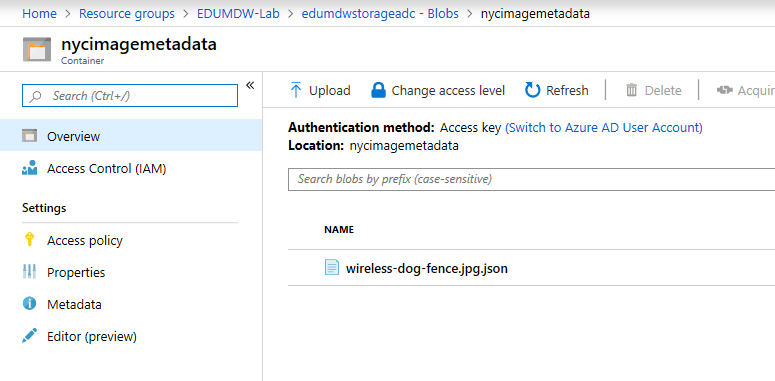 Home > Resource groups > EDUMDW-Lab > edumdwstorageadc - Blobs > nycimagemetadata
nycimagemetadata
Container
Search (Ctrl+/)
«
Overview
Access Control (IAM)
Settings
Access policy
Properties
Metadata
Editor (preview)
Upload Change access level Refresh Delete Acquir
Authentication method: Access key (Switch to Azure AD User Account)
Location: nycimagemetadata
Search blobs by prefix (case-sensitive)
NAME
wireless-dog-fence.jpg.json